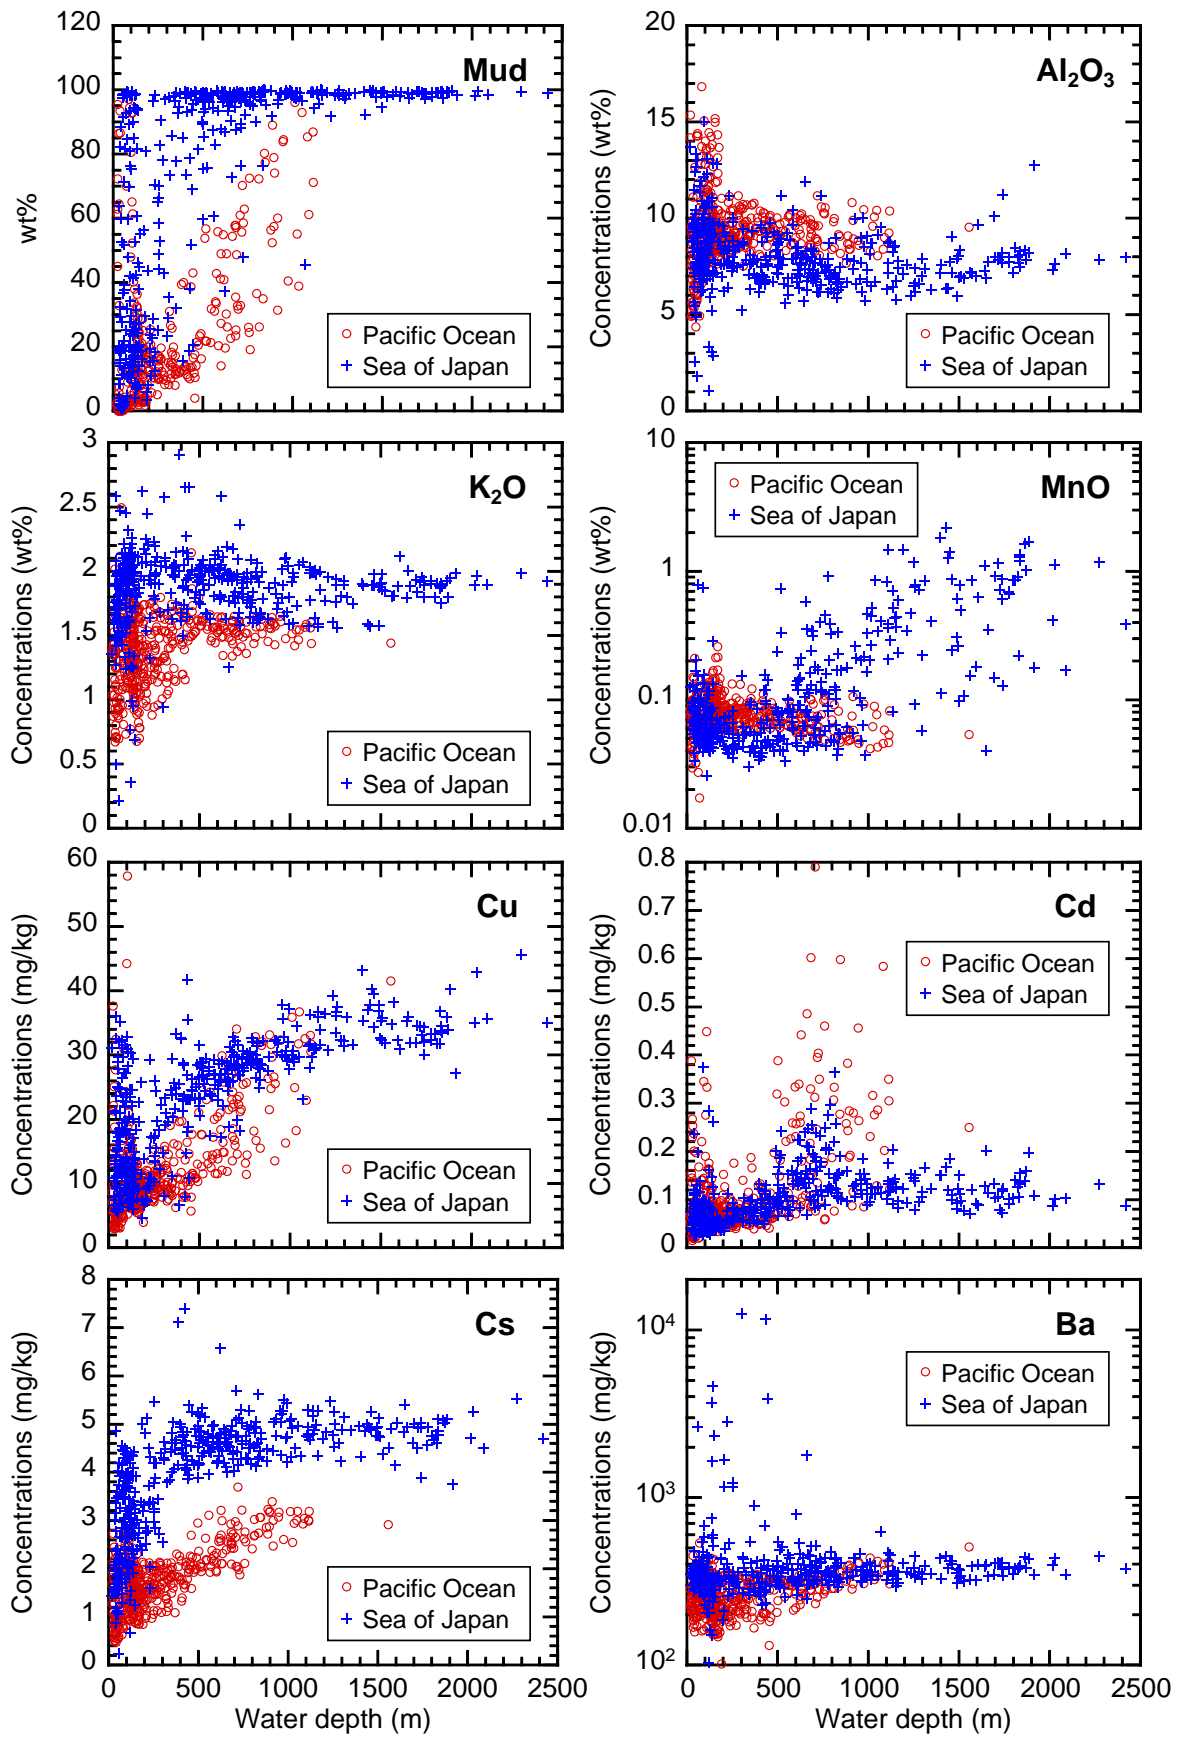 120
100
80
60
40
20
0
wt%
Mud
Pacific Ocean
Sea of Japan
20
15
10
5
0
Concentrations (wt%)
Al₂O₃
Pacific Ocean
Sea of Japan
3
2.5
2
1.5
1
0.5
0
Concentrations (wt%)
K₂O
Pacific Ocean
Sea of Japan
10
1
0.1
0.01
Concentrations (wt%)
MnO
Pacific Ocean
Sea of Japan
60
50
40
30
20
10
0
Concentrations (mg/kg)
Cu
Pacific Ocean
Sea of Japan
0.8
0.7
0.6
0.5
0.4
0.3
0.2
0.1
0
Concentrations (mg/kg)
Cd
Pacific Ocean
Sea of Japan
8
7
6
5
4
3
2
1
0
Concentrations (mg/kg)
Cs
Pacific Ocean
Sea of Japan
0 500 1000 1500 2000 2500
Water depth (m)
10⁴
10³
10²
Concentrations (mg/kg)
Ba
Pacific Ocean
Sea of Japan
0 500 1000 1500 2000 2500
Water depth (m)